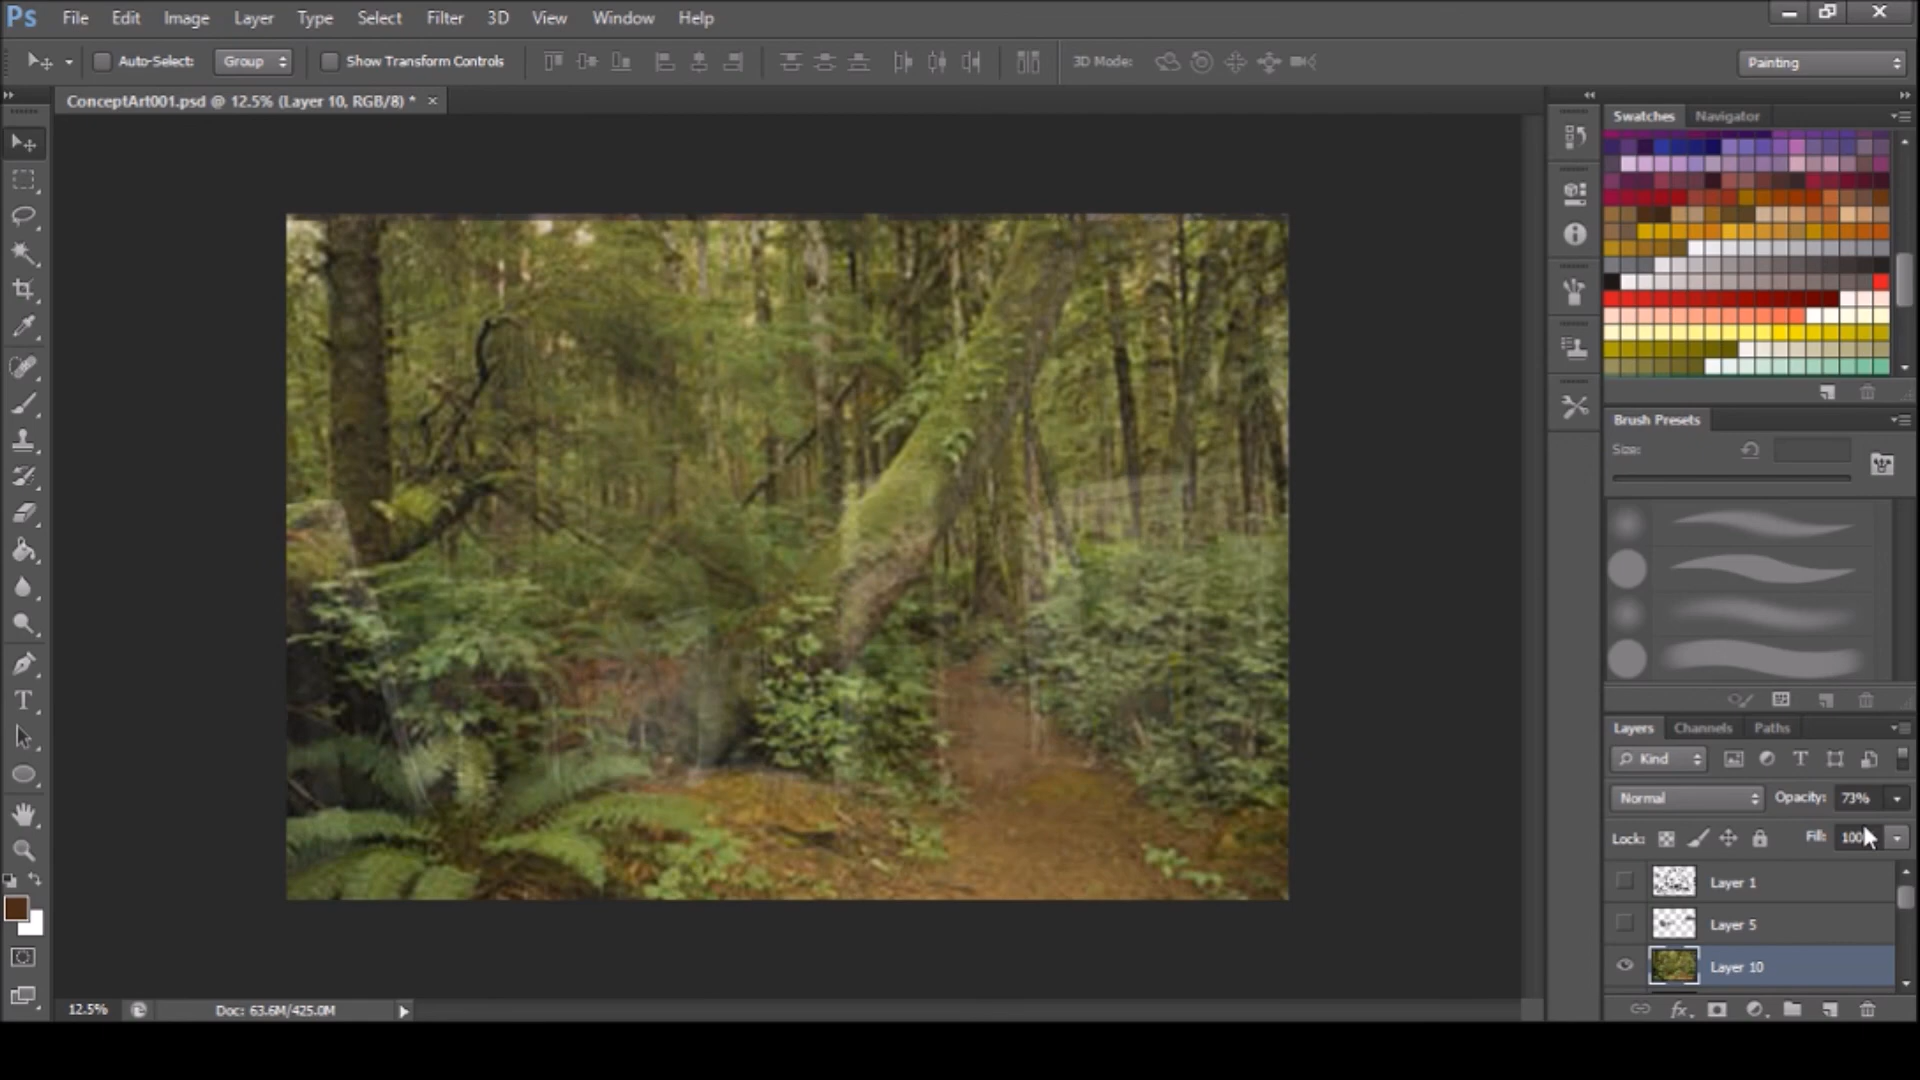 Ps File Edit Image Layer Type Select Filter 3D View Window Help
Auto-Select: Group Show Transform Controls 3D Mode: Painting
ConceptArt001.psd @ 12.5% (Layer 10, RGB/8) *
Swatches Navigator
Brush Presets
Size:
Layers Channels Paths
Kind
Normal Opacity: 73%
Lock: Fill: 100
Layer 1
Layer 5
Layer 10
12.5% Doc: 63.6M/425.0M